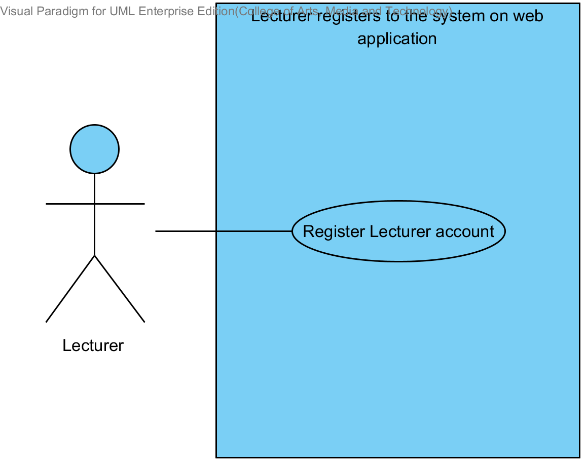 Visual Paradigm for UML Enterprise Edition(College of Arts, Media and Technology)
Lecturer registers to the system on web
application
Register Lecturer account
Lecturer